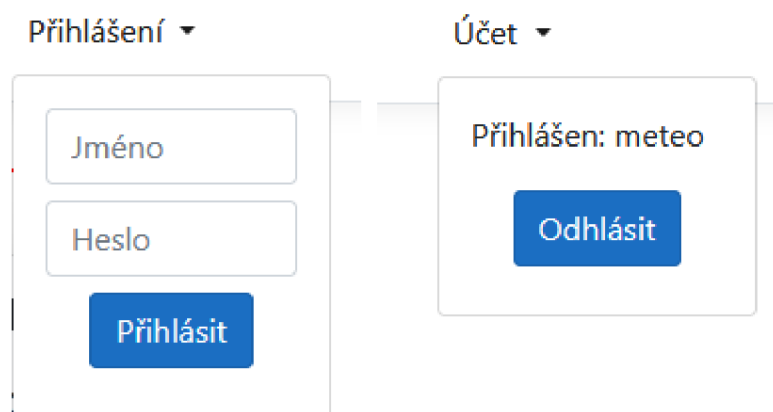 Přihlášení
Jméno
Heslo
Přihlásit
Účet
Přihlášen: meteo
Odhlásit